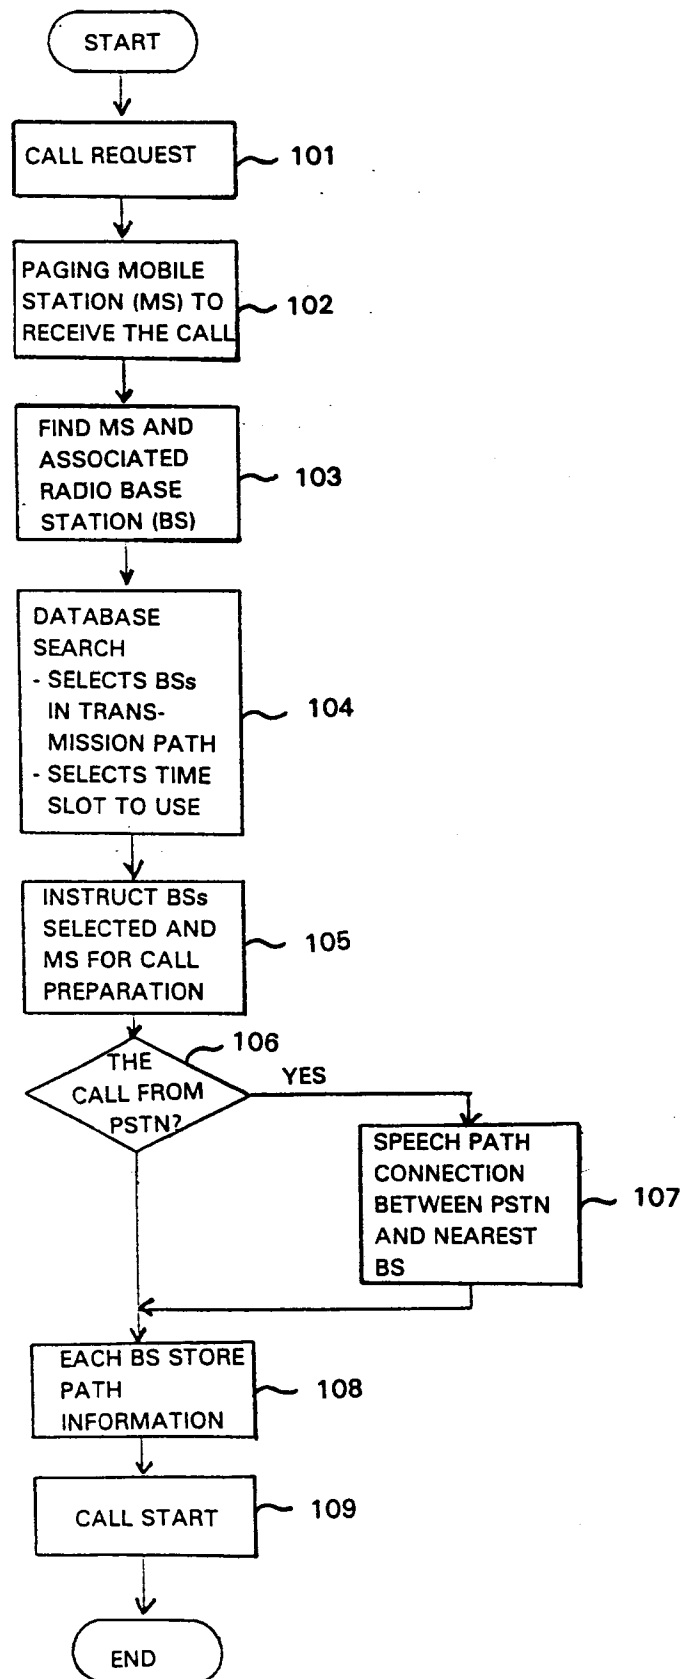 START
CALL REQUEST
101
PAGING MOBILE
STATION (MS) TO
RECEIVE THE CALL
102
FIND MS AND
ASSOCIATED
RADIO BASE
STATION (BS)
103
DATABASE
SEARCH
- SELECTS BSs
IN TRANS-
MISSION PATH
- SELECTS TIME
SLOT TO USE
104
INSTRUCT BSs
SELECTED AND
MS FOR CALL
PREPARATION
105
THE
CALL FROM
PSTN?
106
YES
SPEECH PATH
CONNECTION
BETWEEN PSTN
AND NEAREST
BS
107
EACH BS STORE
PATH
INFORMATION
108
CALL START
109
END